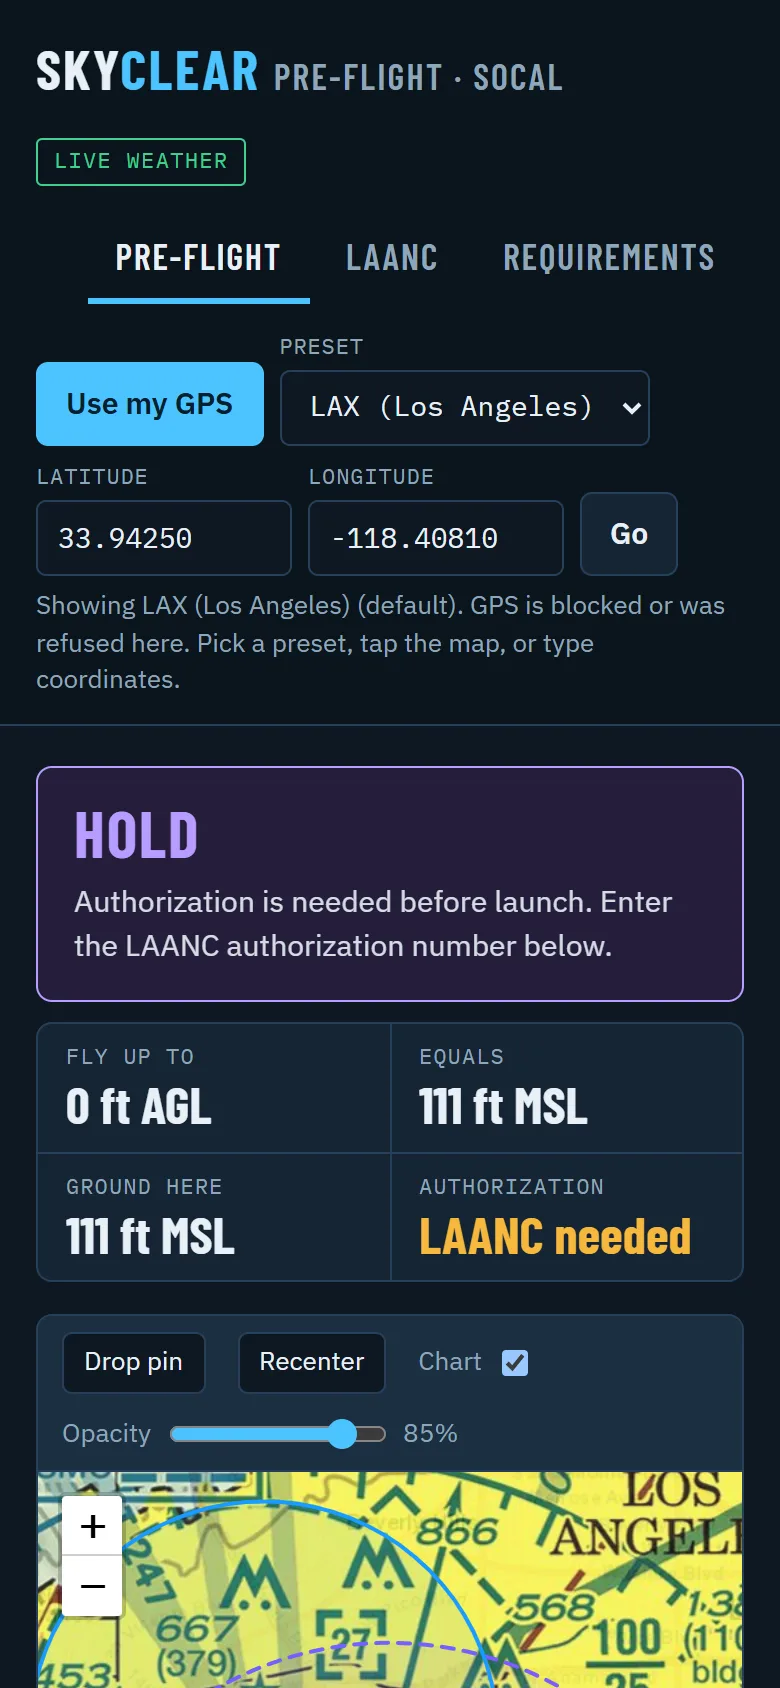 SKYCLEAR PRE-FLIGHT · SOCAL
LIVE WEATHER
PRE-FLIGHT LAANC REQUIREMENTS
PRESET
Use my GPS LAX (Los Angeles)
LATITUDE LONGITUDE
33.94250 -118.40810 Go
Showing LAX (Los Angeles) (default). GPS is blocked or was
refused here. Pick a preset, tap the map, or type
coordinates.
HOLD
Authorization is needed before launch. Enter
the LAANC authorization number below.
FLY UP TO EQUALS
0 ft AGL 111 ft MSL
GROUND HERE AUTHORIZATION
111 ft MSL LAANC needed
Drop pin Recenter Chart
Opacity 85%
LOS
+ 866 ANGEL
−
247
568
667 27 100
(379)
453 25 bld